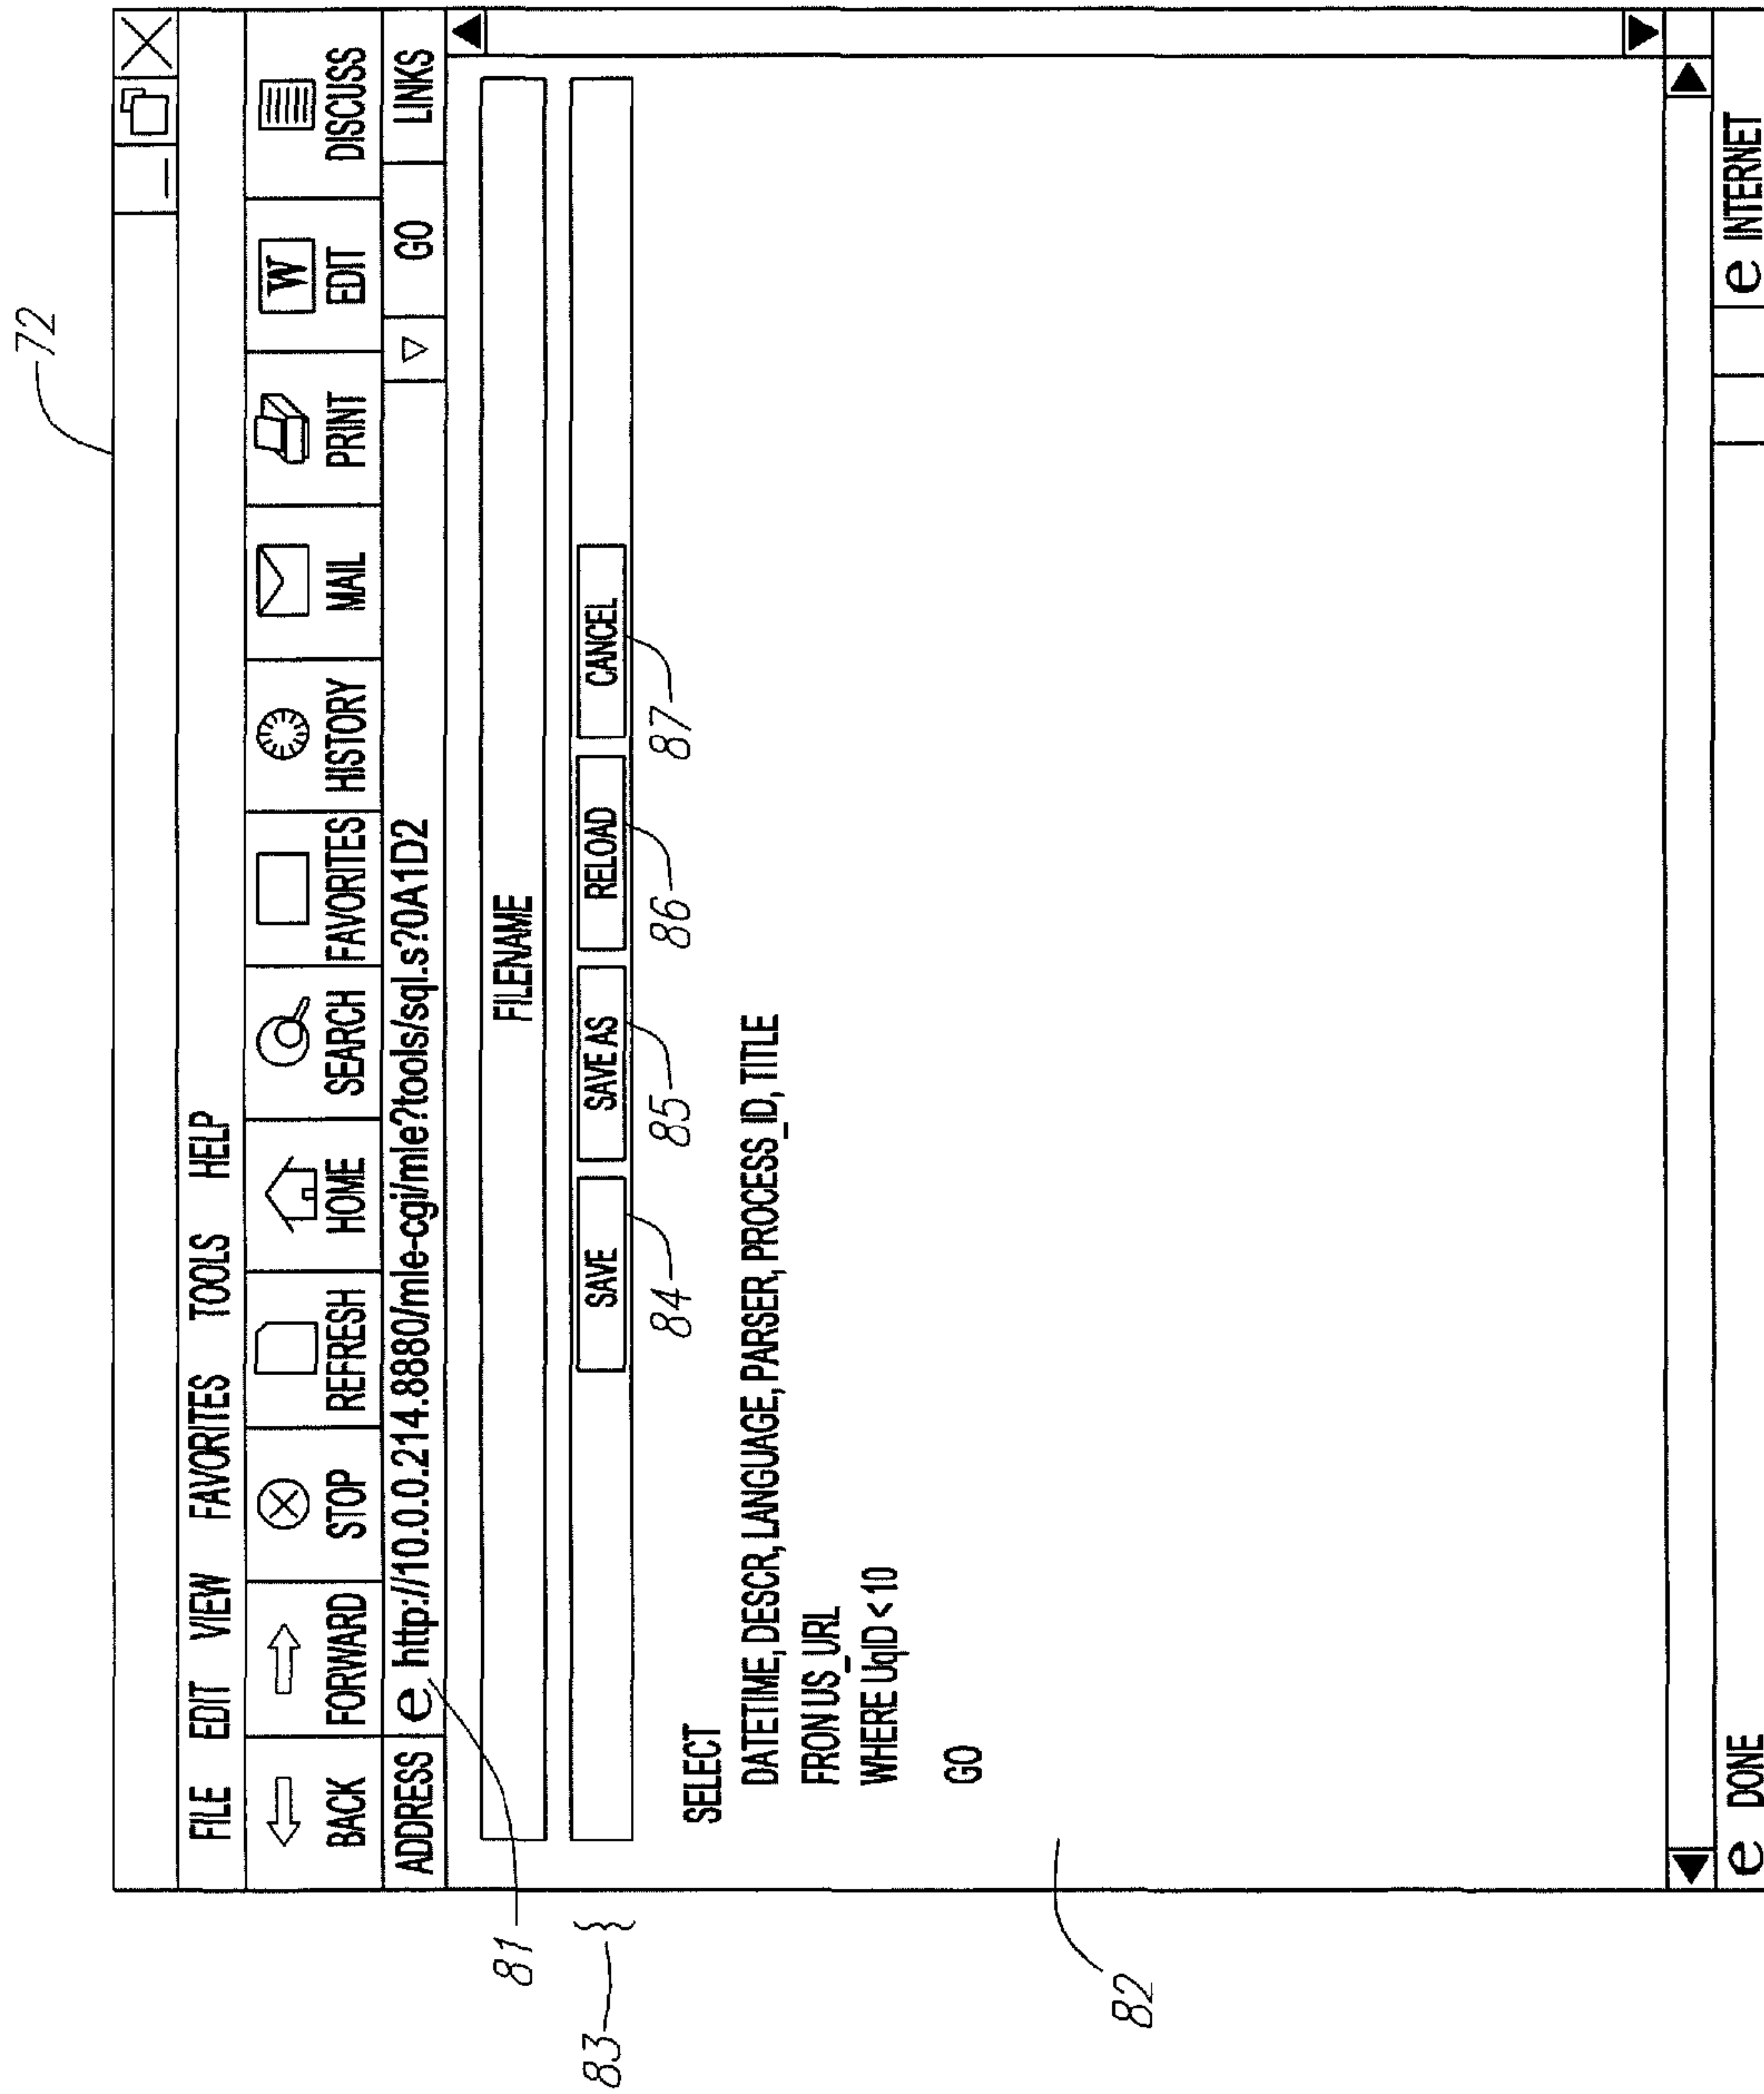 72
FILE EDIT VIEW FAVORITES TOOLS HELP
BACK FORWARD STOP REFRESH HOME SEARCH FAVORITES HISTORY MAIL PRINT W EDIT DISCUSS
ADDRESS e http://10.0.0.214.8880/mle-cgi/mle?tools/sql.s?0A1D2 GO LINKS
81
FILENAME
83
SAVE SAVE AS RELOAD CANCEL
84 85 86 87
SELECT
DATETIME, DESCR, LANGUAGE, PARSER, PROCESS_ID, TITLE
FRON US_URL
WHERE UqID < 10
GO
82
e DONE e INTERNET